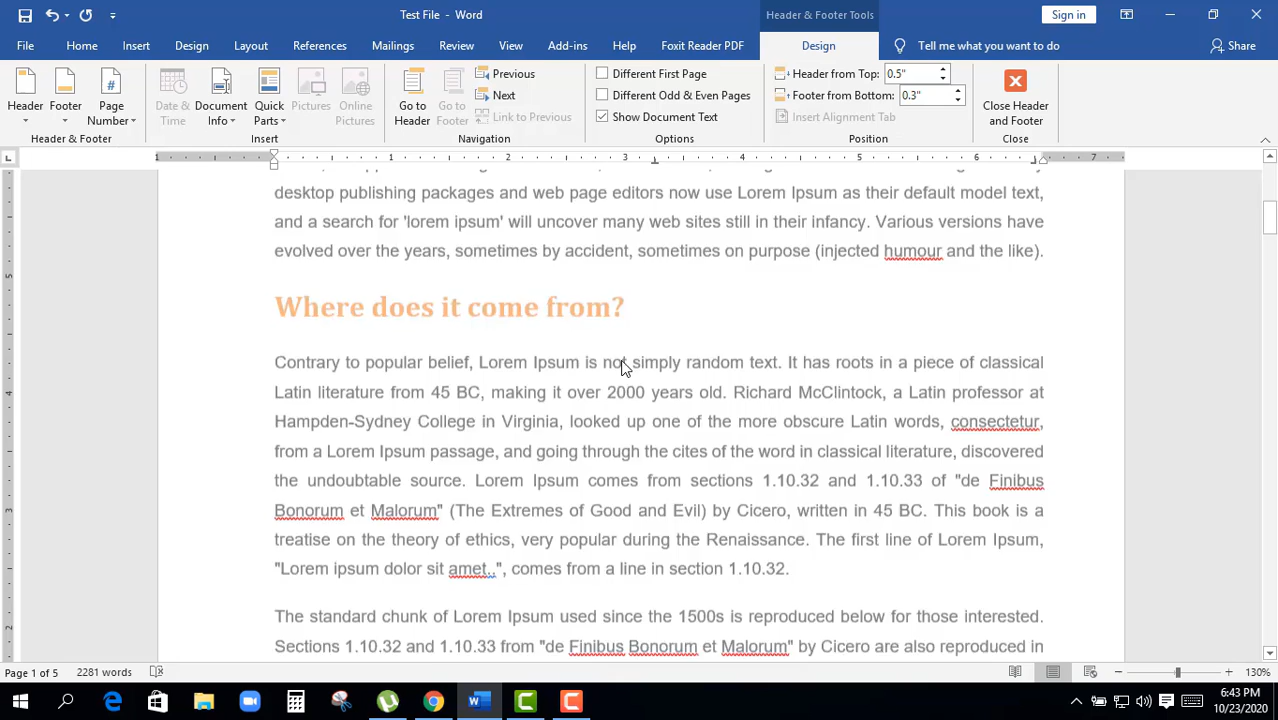 Test File - Word
Header & Footer Tools
Sign in
File Home Insert Design Layout References Mailings Review View Add-ins Help Foxit Reader PDF Design Tell me what you want to do Share
Header
Footer
Page Number
Header & Footer
Date & Time
Document Info
Quick Parts
Pictures
Online Pictures
Insert
Go to Header
Go to Footer
Previous
Next
Link to Previous
Navigation
Different First Page
Different Odd & Even Pages
Show Document Text
Options
Header from Top: 0.5"
Footer from Bottom: 0.3"
Insert Alignment Tab
Position
Close Header and Footer
Close
1 1 2 3 4 5 6 7
5
4
3
2
desktop publishing packages and web page editors now use Lorem Ipsum as their default model text,
and a search for 'lorem ipsum' will uncover many web sites still in their infancy. Various versions have
evolved over the years, sometimes by accident, sometimes on purpose (injected humour and the like).
Where does it come from?
Contrary to popular belief, Lorem Ipsum is not simply random text. It has roots in a piece of classical
Latin literature from 45 BC, making it over 2000 years old. Richard McClintock, a Latin professor at
Hampden-Sydney College in Virginia, looked up one of the more obscure Latin words, consectetur,
from a Lorem Ipsum passage, and going through the cites of the word in classical literature, discovered
the undoubtable source. Lorem Ipsum comes from sections 1.10.32 and 1.10.33 of "de Finibus
Bonorum et Malorum" (The Extremes of Good and Evil) by Cicero, written in 45 BC. This book is a
treatise on the theory of ethics, very popular during the Renaissance. The first line of Lorem Ipsum,
"Lorem ipsum dolor sit amet..", comes from a line in section 1.10.32.
The standard chunk of Lorem Ipsum used since the 1500s is reproduced below for those interested.
Sections 1.10.32 and 1.10.33 from "de Finibus Bonorum et Malorum" by Cicero are also reproduced in
Page 1 of 5 2281 words 130%
6:43 PM
10/23/2020